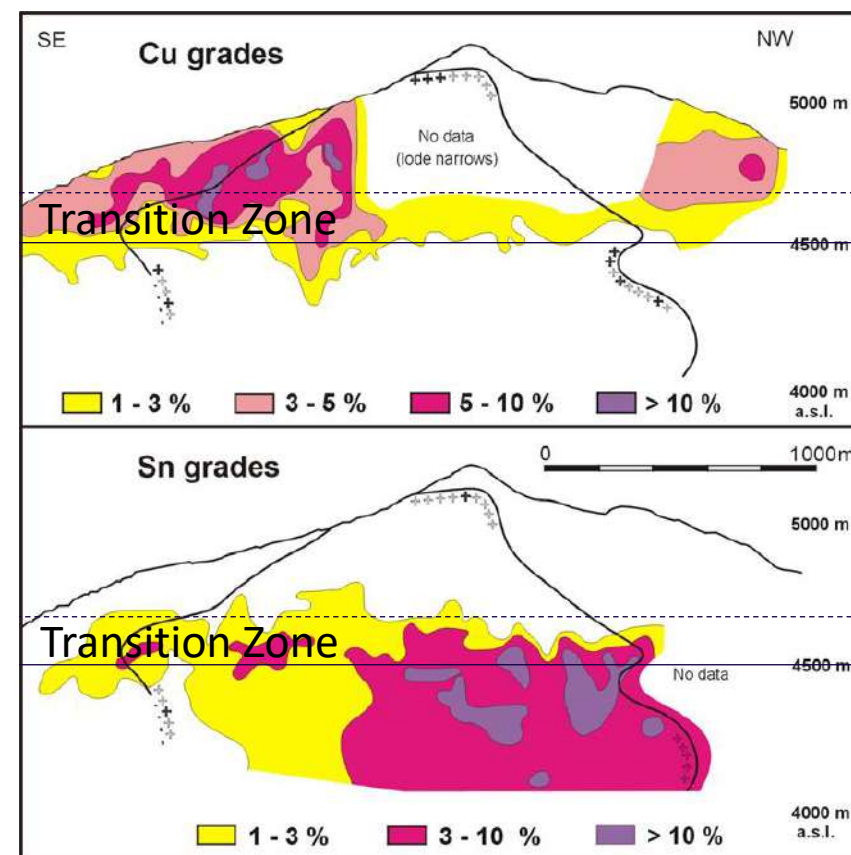 SE
NW
Cu grades
5000 m
No data
(lode narrows)
Transition Zone
4500 m
1 - 3 %
3 - 5 %
5 - 10 %
> 10 %
4000 m
a.s.l.
Sn grades
0
1000 m
5000 m
Transition Zone
4500 m
No data
1 - 3 %
3 - 10 %
> 10 %
4000 m
a.s.l.